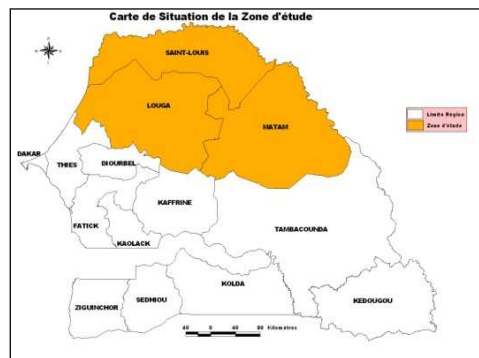 Carte de Situation de la Zone d'étude
SAINT-LOUIS
LOUGA
MATAM
Limite Région
Zone d'étude
DAKAR
THIES
DIOURBEL
KAFFRINE
FATICK
KAOLACK
TAMBACOUNDA
ZIGUINCHOR
SEDHIOU
KOLDA
KEDOUGOU
40 0 40 80 Kilomètres